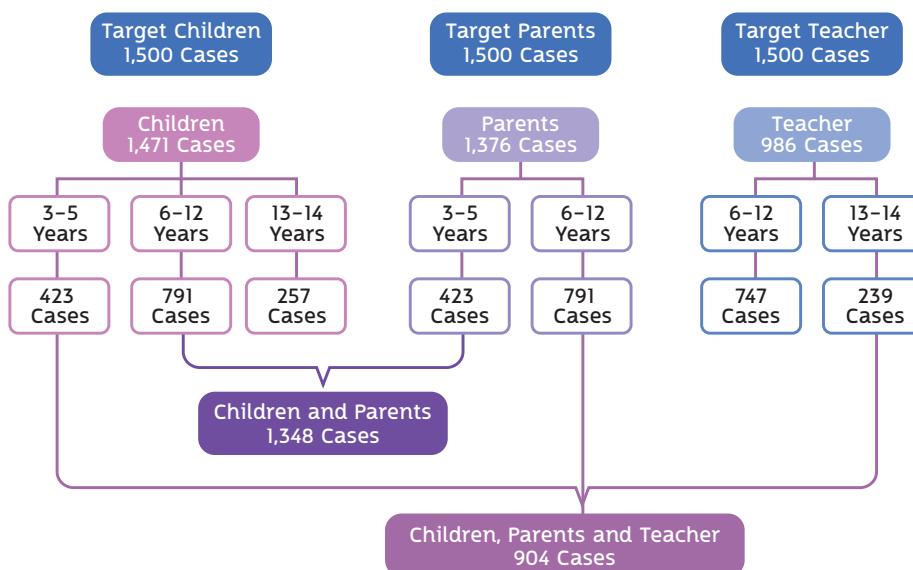 Target Children
1,500 Cases
Target Parents
1,500 Cases
Target Teacher
1,500 Cases
Children
1,471 Cases
Parents
1,376 Cases
Teacher
986 Cases
3-5
Years
6-12
Years
13-14
Years
3-5
Years
6-12
Years
6-12
Years
13-14
Years
423
Cases
791
Cases
257
Cases
423
Cases
791
Cases
747
Cases
239
Cases
Children and Parents
1,348 Cases
Children, Parents and Teacher
904 Cases